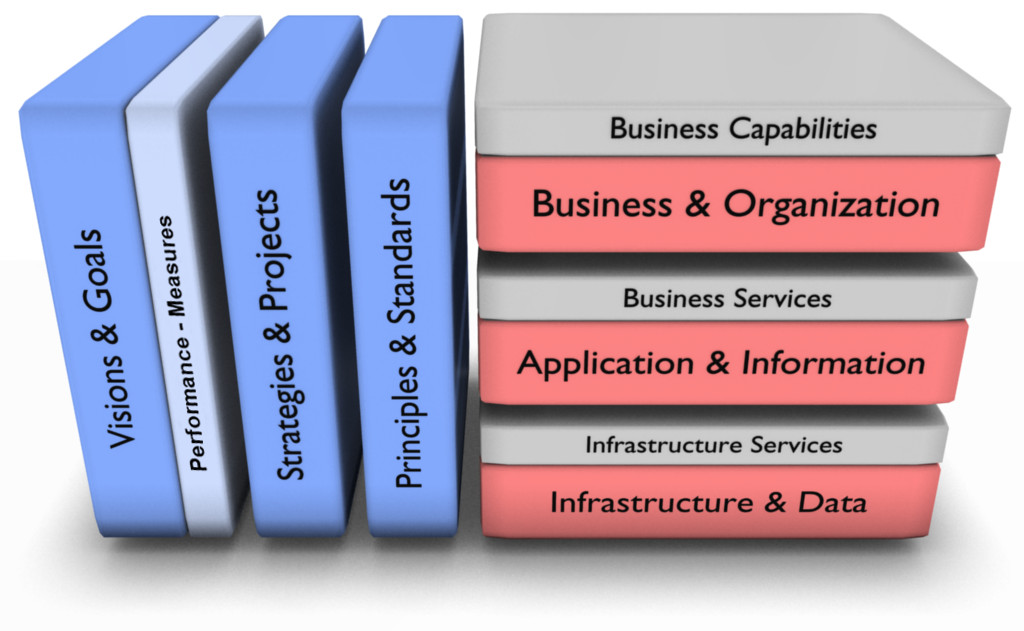 Visions & Goals
Performance - Measures
Strategies & Projects
Principles & Standards
Business Capabilities
Business & Organization
Business Services
Application & Information
Infrastructure Services
Infrastructure & Data